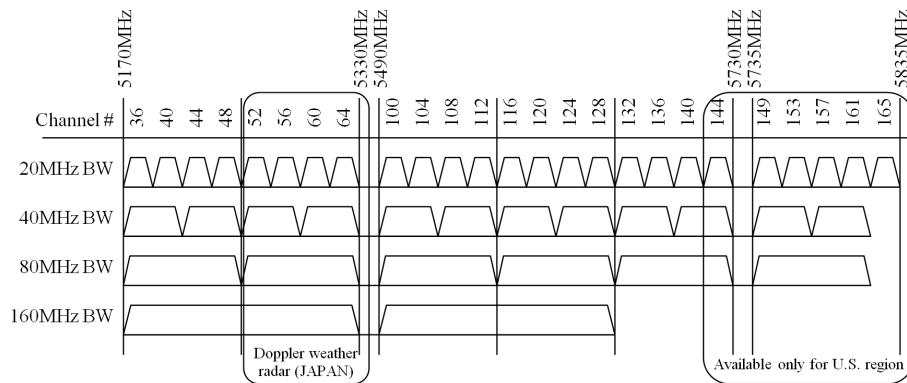 5170MHz
5330MHz
5490MHz
5730MHz
5735MHz
5835MHz
Channel # 36 40 44 48 52 56 60 64 100 104 108 112 116 120 124 128 132 136 140 144 149 153 157 161 165
20MHz BW
40MHz BW
80MHz BW
160MHz BW
Doppler weather
radar (JAPAN)
Available only for U.S. region